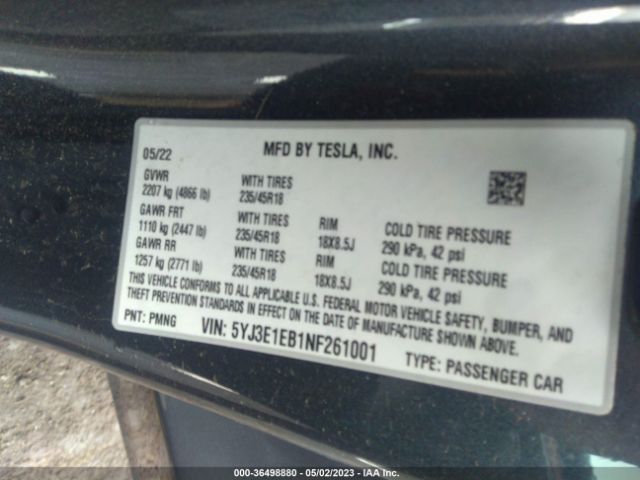 05/22 MFD BY TESLA, INC.
GVWR WITH TIRES
2207 kg (4866 lb) 235/45R18
GAWR FRT WITH TIRES RIM COLD TIRE PRESSURE
1110 kg (2447 lb) 235/45R18 18X8.5J 290 kPa, 42 psi
GAWR RR WITH TIRES RIM COLD TIRE PRESSURE
1257 kg (2771 lb) 235/45R18 18X8.5J 290 kPa, 42 psi
THIS VEHICLE CONFORMS TO ALL APPLICABLE U.S. FEDERAL MOTOR VEHICLE SAFETY, BUMPER, AND
THEFT PREVENTION STANDARDS IN EFFECT ON THE DATE OF MANUFACTURE SHOWN ABOVE.
PNT: PMNG VIN: 5YJ3E1EB1NF261001 TYPE: PASSENGER CAR
000-36498880 - 05/02/2023 - IAA Inc.